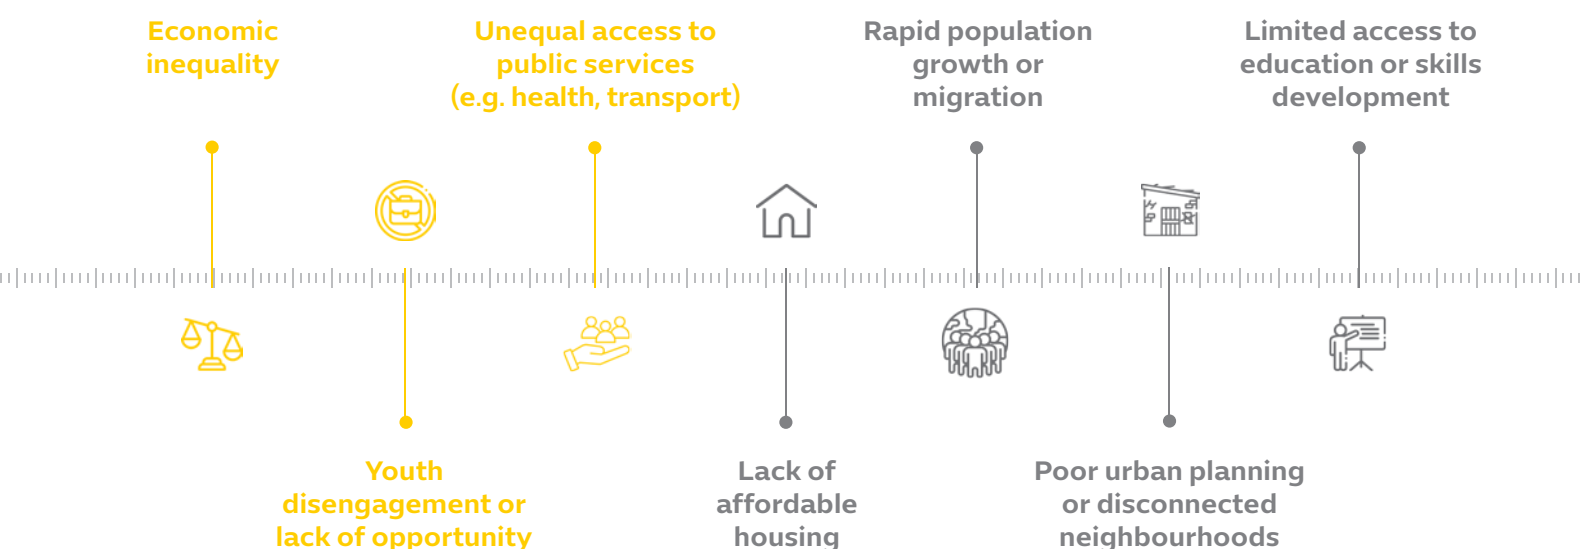 Economic
inequality
Unequal access to
public services
(e.g. health, transport)
Rapid population
growth or
migration
Limited access to
education or skills
development
Youth
disengagement or
lack of opportunity
Lack of
affordable
housing
Poor urban planning
or disconnected
neighbourhoods